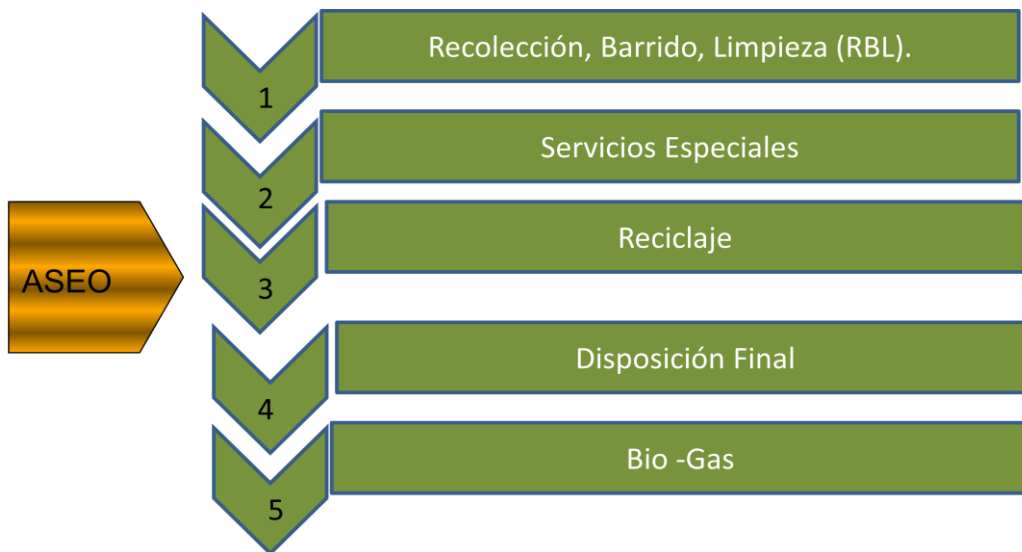 Recolección, Barrido, Limpieza (RBL).
1
Servicios Especiales
2
Reciclaje
ASEO
3
Disposición Final
4
Bio -Gas
5